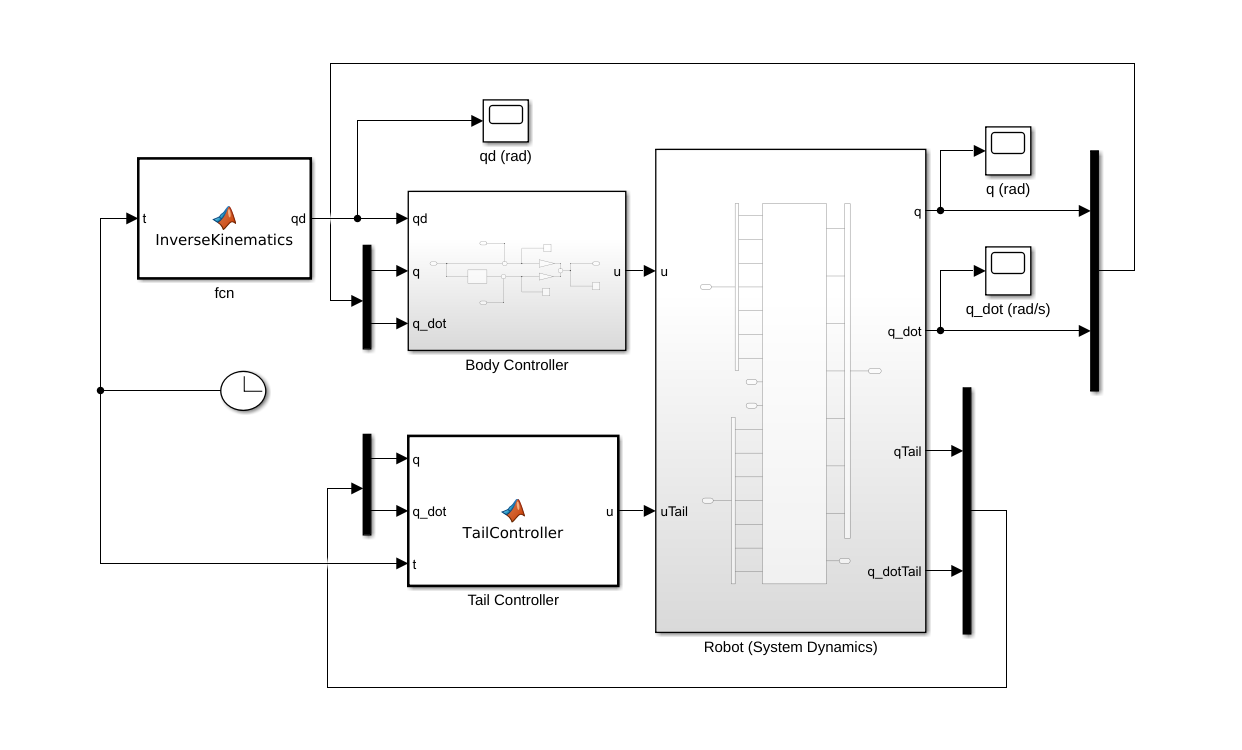 qd (rad)
t
qd
InverseKinematics
fcn
qd
q
q_dot
u
Body Controller
q
q_dot
t
u
TailController
Tail Controller
u
uTail
q
q_dot
qTail
q_dotTail
Robot (System Dynamics)
q (rad)
q_dot (rad/s)